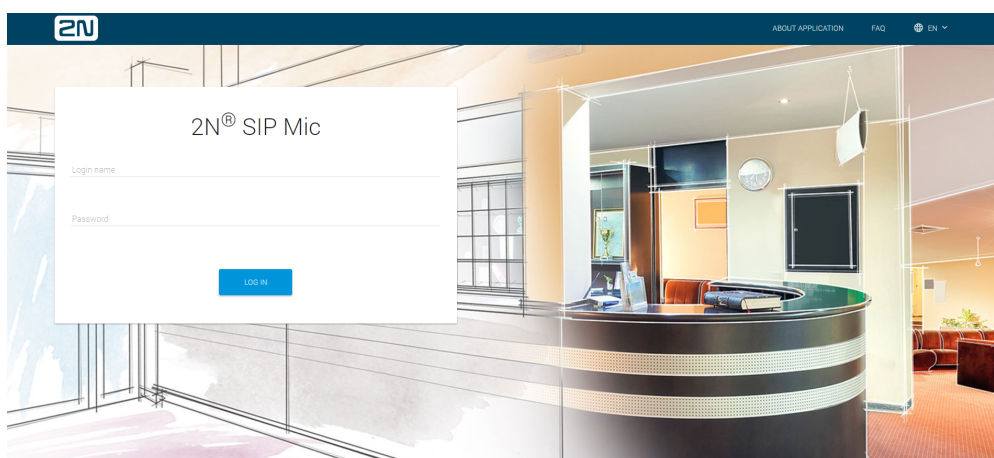 2N
ABOUT APPLICATION
FAQ
EN
2N® SIP Mic
Login name
Password
LOG IN